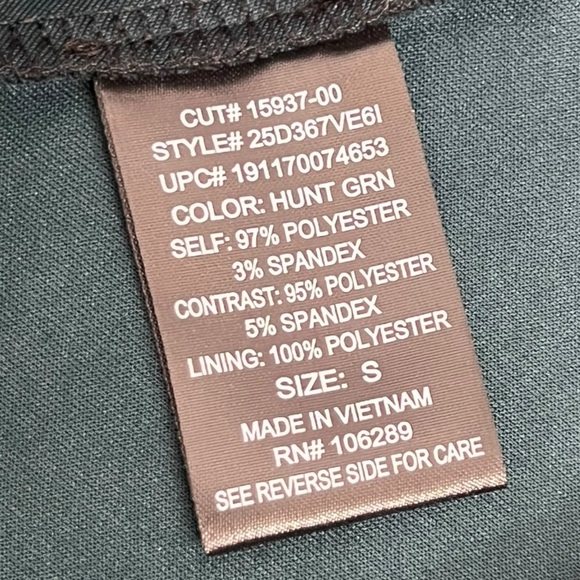 CUT# 15937-00
STYLE# 25D367VE6I
UPC# 191170074653
COLOR: HUNT GRN
SELF: 97% POLYESTER
3% SPANDEX
CONTRAST: 95% POLYESTER
5% SPANDEX
LINING: 100% POLYESTER
SIZE: S
MADE IN VIETNAM
RN# 106289
SEE REVERSE SIDE FOR CARE